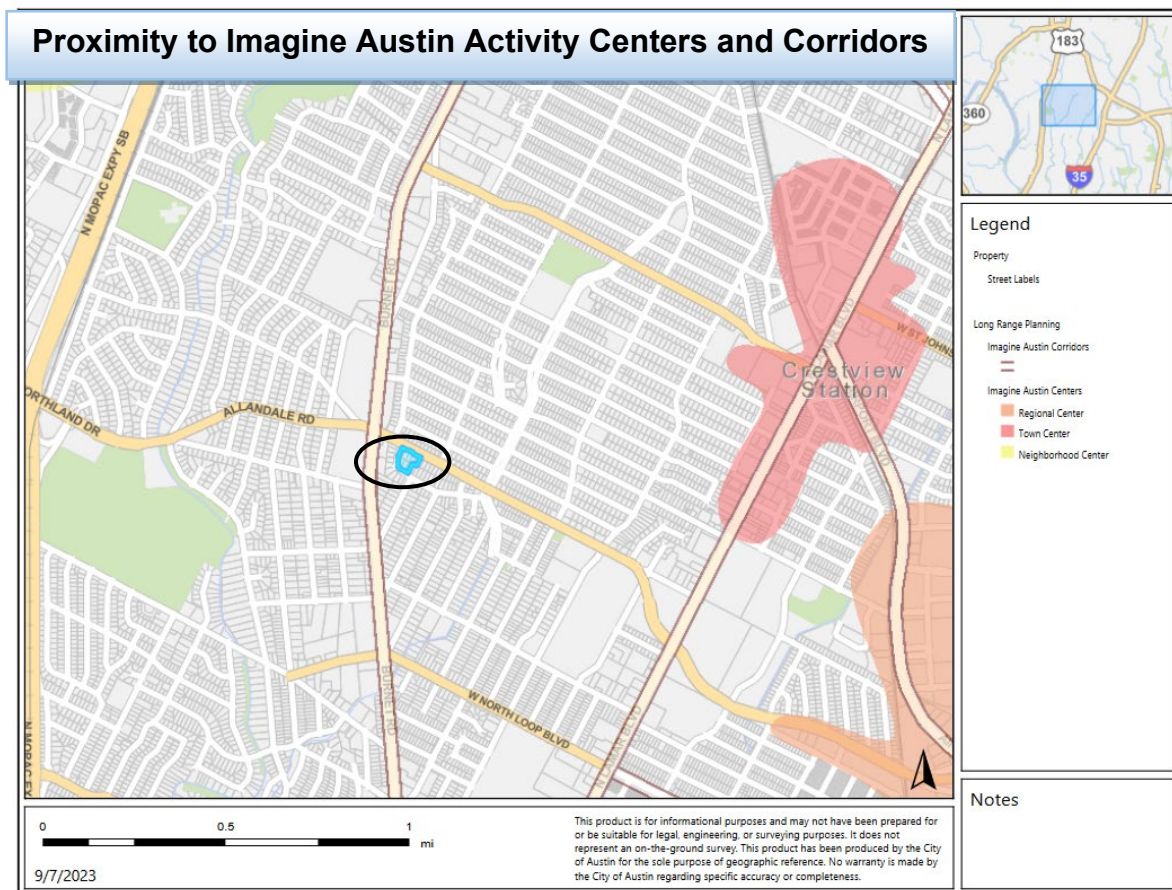 Proximity to Imagine Austin Activity Centers and Corridors
183
360
35
N MOPAC EXPY SB
BURNET RD
N LAMAR BLVD
W ST JOHNS
Crestview
Station
ORTHLAND DR
ALLANDALE RD
BURNET RD
W NORTH LOOP BLVD
N LAMAR BLVD
N MOPAC EX
Legend
Property
Street Labels
Long Range Planning
Imagine Austin Corridors
Imagine Austin Centers
Regional Center
Town Center
Neighborhood Center
Notes
0 0.5 1
mi
9/7/2023
This product is for informational purposes and may not have been prepared for
or be suitable for legal, engineering, or surveying purposes. It does not
represent an on-the-ground survey. This product has been produced by the City
of Austin for the sole purpose of geographic reference. No warranty is made by
the City of Austin regarding specific accuracy or completeness.